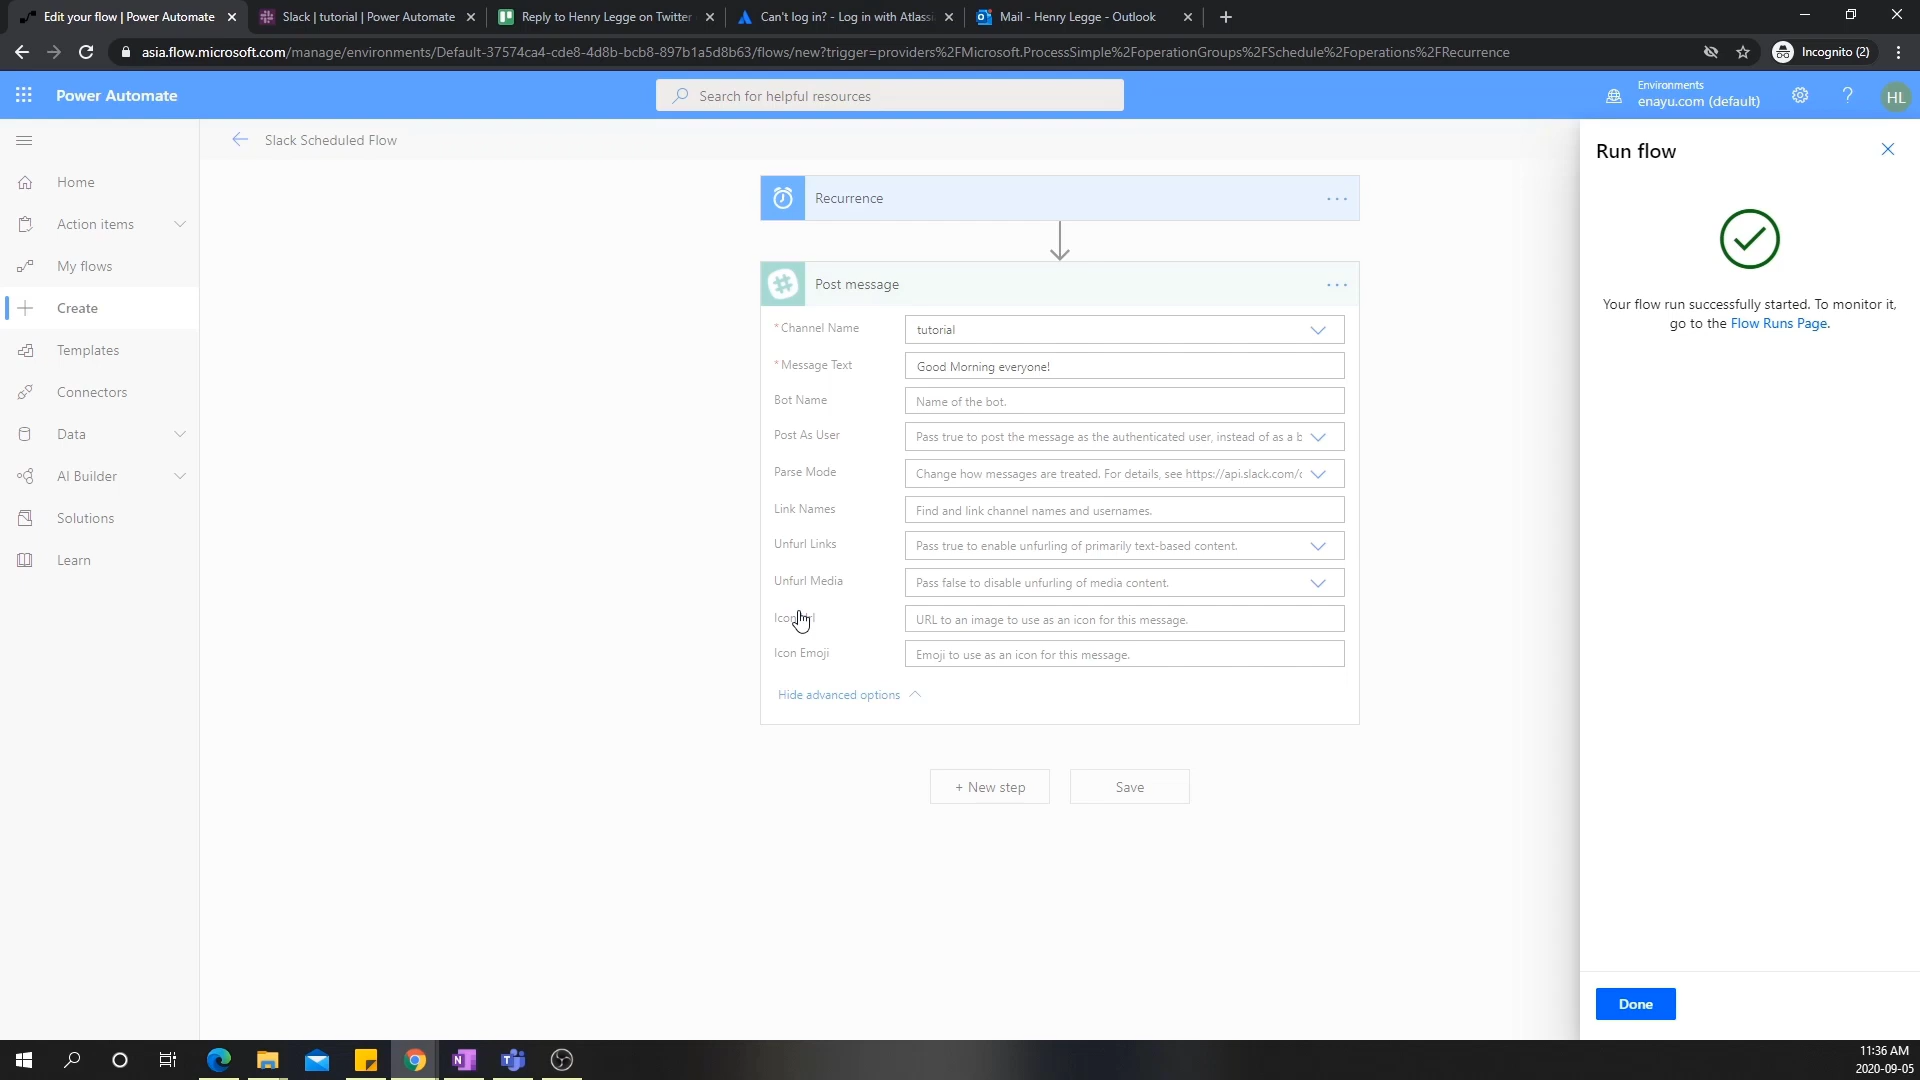 Edit your flow | Power Automate
Slack | tutorial | Power Automate
Reply to Henry Legge on Twitter
Can't log in? - Log in with Atlassi
Mail - Henry Legge - Outlook
asia.flow.microsoft.com/manage/environments/Default-37574ca4-cde8-4d8b-bcb8-897b1a5d8b63/flows/new?trigger=providers%2FMicrosoft.ProcessSimple%2FoperationGroups%2FSchedule%2Foperations%2FRecurrence
Incognito (2)
Power Automate
Search for helpful resources
Environments
enayu.com (default)
?
HL
Slack Scheduled Flow
Home
Action items
My flows
Create
Templates
Connectors
Data
AI Builder
Solutions
Learn
Recurrence
Post message
* Channel Name
tutorial
* Message Text
Good Morning everyone!
Bot Name
Name of the bot.
Post As User
Pass true to post the message as the authenticated user, instead of as a b
Parse Mode
Change how messages are treated. For details, see https://api.slack.com/c
Link Names
Find and link channel names and usernames.
Unfurl Links
Pass true to enable unfurling of primarily text-based content.
Unfurl Media
Pass false to disable unfurling of media content.
URL to an image to use as an icon for this message.
Icon Emoji
Emoji to use as an icon for this message.
Hide advanced options
+ New step
Save
Run flow
Your flow run successfully started. To monitor it,
go to the Flow Runs Page.
Done
11:36 AM
2020-09-05